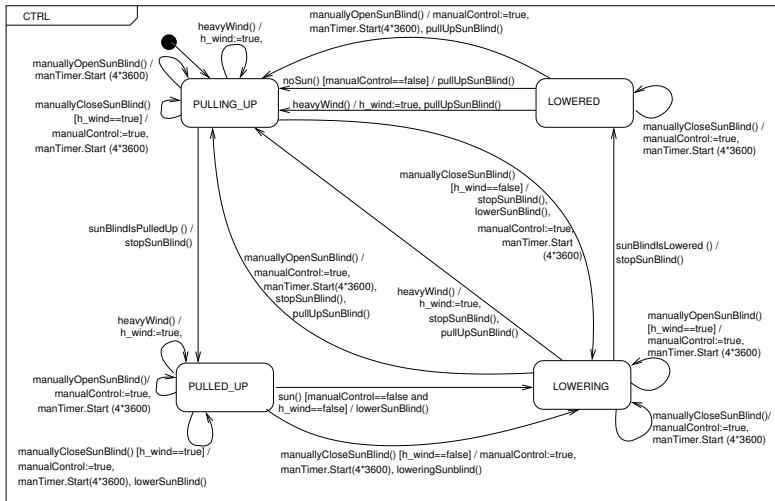 CTRL
manuallyOpenSunBlind() / manualControl:=true,
manTimer.Start(4*3600), pullUpSunBlind()
heavyWind() /
h_wind:=true,
manuallyOpenSunBlind() /
manTimer.Start (4*3600)
manuallyCloseSunBlind()
[h_wind==true] /
manualControl:=true,
manTimer.Start (4*3600)
PULLING_UP
noSun() [manualControl==false] / pullUpSunBlind()
heavyWind() / h_wind:=true, pullUpSunBlind()
LOWERED
manuallyCloseSunBlind() /
manualControl:=true,
manTimer.Start (4*3600)
manuallyCloseSunBlind()
[h_wind==false] /
stopSunBlind(),
lowerSunBlind(),
manualControl:=true,
manTimer.Start
(4*3600)
sunBlindIsPulledUp () /
stopSunBlind()
sunBlindIsLowered () /
stopSunBlind()
manuallyOpenSunBlind() /
manualControl:=true,
manTimer.Start(4*3600),
stopSunBlind(),
pullUpSunBlind()
heavyWind() /
h_wind:=true,
stopSunBlind(),
pullUpSunBlind()
heavyWind() /
h_wind:=true,
manuallyOpenSunBlind()/
manualControl:=true,
manTimer.Start (4*3600)
PULLED_UP
sun() [manualControl==false and
h_wind==false] / lowerSunBlind()
LOWERING
manuallyOpenSunBlind()
[h_wind==true] /
manualControl:=true,
manTimer.Start (4*3600)
manuallyCloseSunBlind()/
manualControl:=true,
manTimer.Start (4*3600)
manuallyCloseSunBlind() [h_wind==true] /
manualControl:=true,
manTimer.Start(4*3600), lowerSunBlind()
manuallyCloseSunBlind() [h_wind==false] / manualControl:=true,
manTimer.Start(4*3600), loweringSunblind()